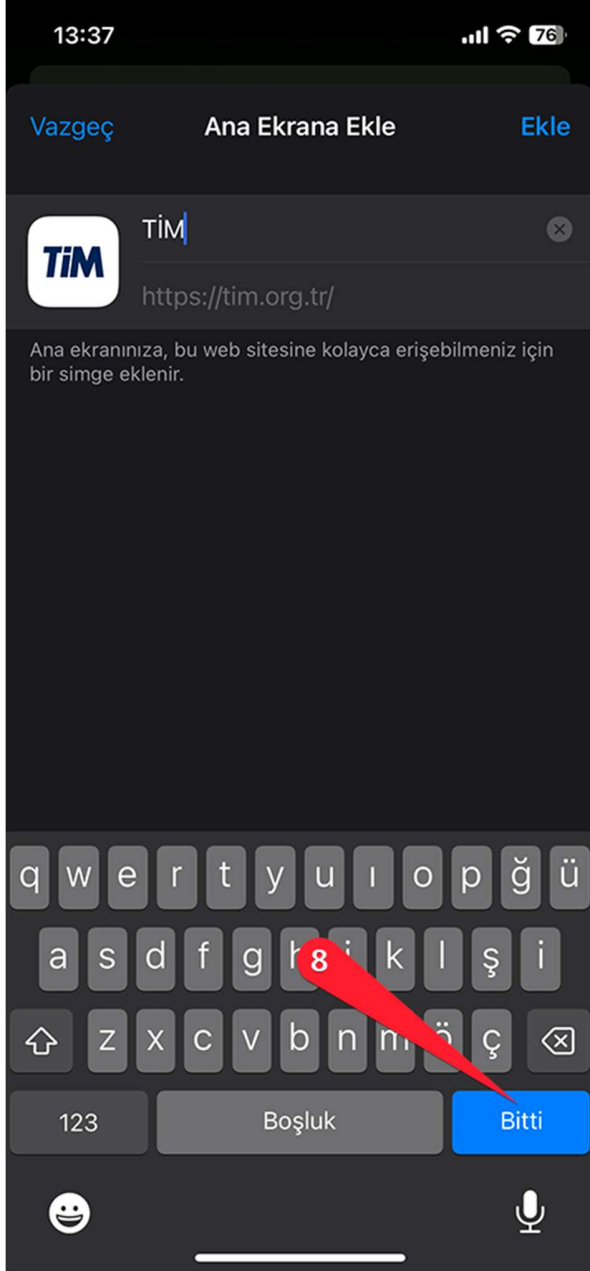 13:37
76
Vazgeç
Ana Ekrana Ekle
Ekle
TİM
TiM
https://tim.org.tr/
Ana ekranınıza, bu web sitesine kolayca erişebilmeniz için
bir simge eklenir.
q w e r t y u ı o p ğ ü
a s d f g h 8 k l ş i
z x c v b n m ö ç
123
Boşluk
Bitti